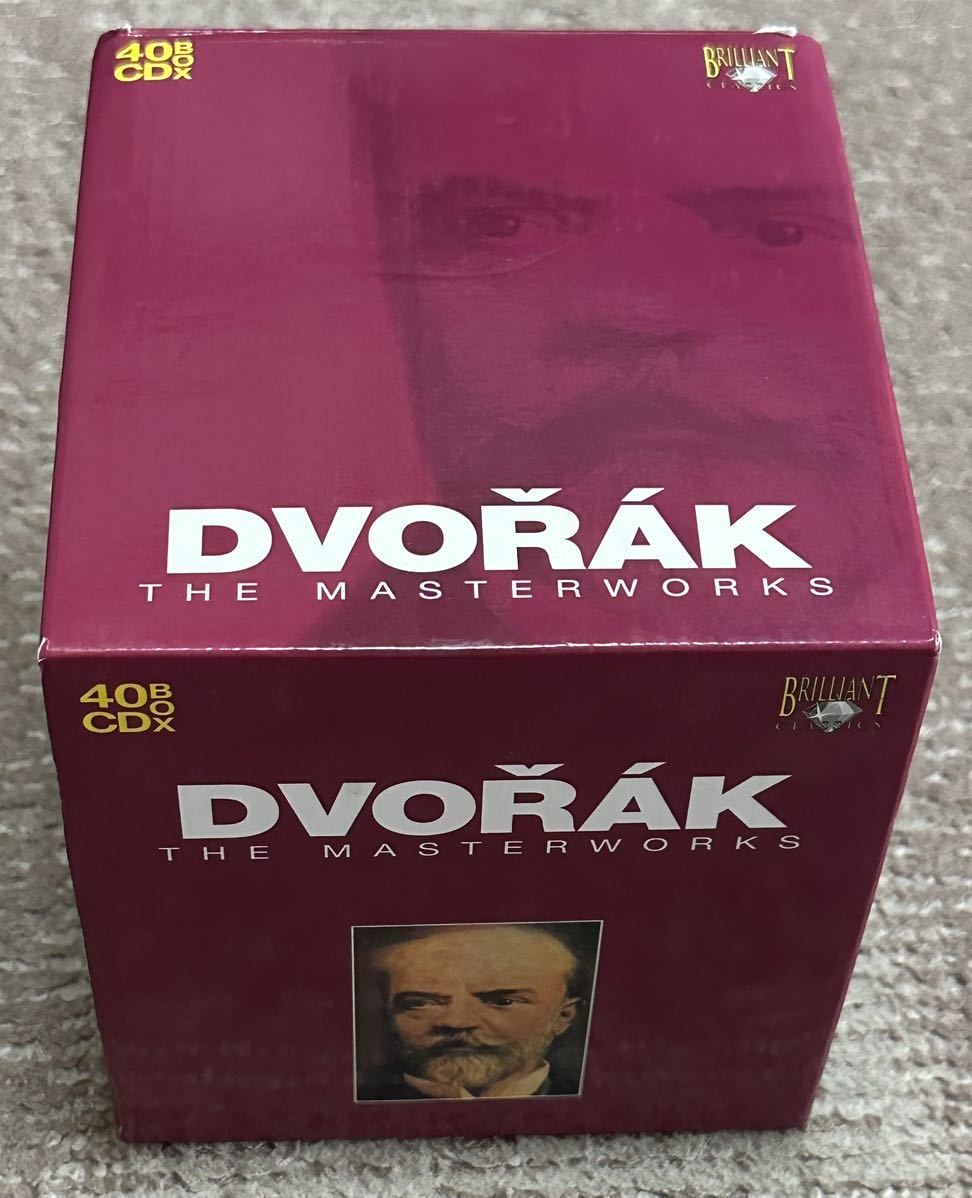 40 BOX
CD
BRILLIANT
CLASSICS
DVOŘÁK
THE MASTERWORKS
40 BOX
CD
BRILLIANT
CLASSICS
DVOŘÁK
THE MASTERWORKS